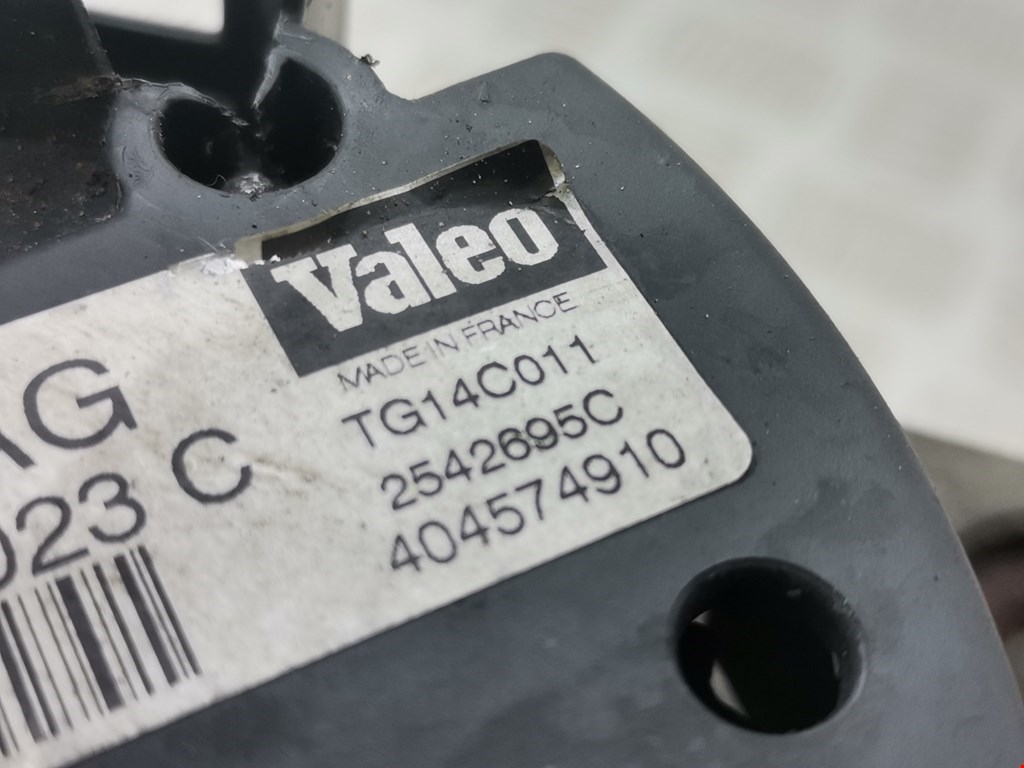 Valeo
MADE IN FRANCE
TG14C011
2542695C
404574910
AG
023 C